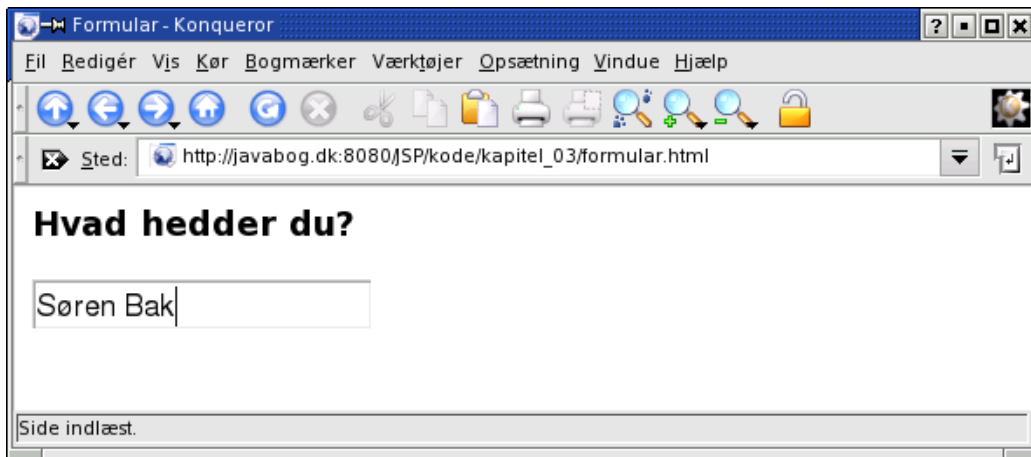 Formular - Konqueror
Fil Redigér Vis Kør Bogmærker Værktøjer Opsætning Vindue Hjælp
Sted: http://javabog.dk:8080/JSP/kode/kapitel_03/formular.html
Hvad hedder du?
Søren Bak
Side indlæst.